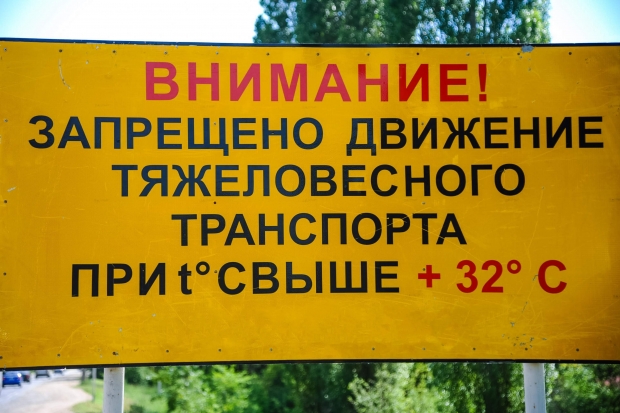 ВНИМАНИЕ!
ЗАПРЕЩЕНО ДВИЖЕНИЕ
ТЯЖЕЛОВЕСНОГО
ТРАНСПОРТА
ПРИ t° СВЫШЕ + 32° С